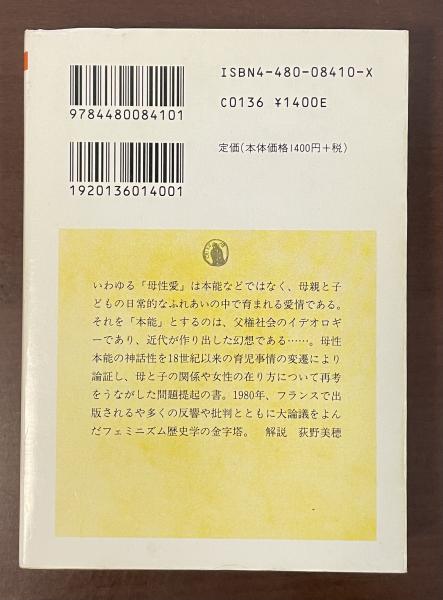 ISBN4-480-08410-X
C0136 ¥1400E
9784480084101
定価(本体価格1400円+税)
1920136014001
いわゆる「母性愛」は本能などではなく、母親と子
どもの日常的なふれあいの中で育まれる愛情である。
それを「本能」とするのは、父権社会のイデオロギ
ーであり、近代が作り出した幻想である……。母性
本能の神話性を18世紀以来の育児事情の変遷により
論証し、母と子の関係や女性の在り方について再考
をうながした問題提起の書。1980年、フランスで出
版されるや多くの反響や批判とともに大論議をよん
だフェミニズム歴史学の金字塔。 解説 荻野美穂